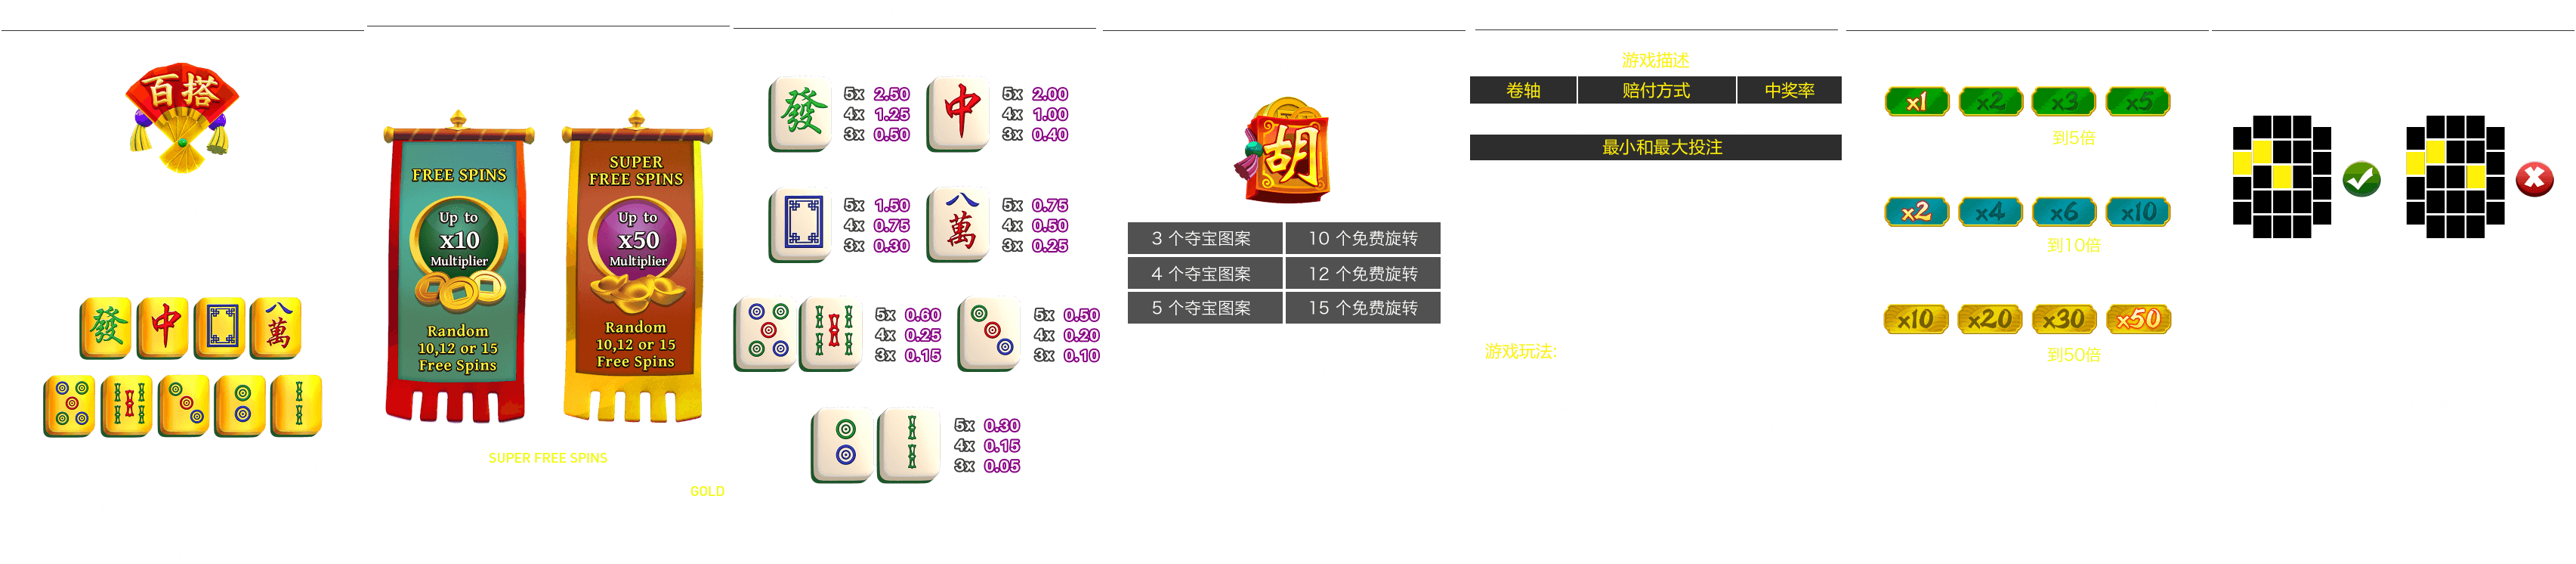 百搭
發
中
八
萬
FREE SPINS
Up to
x10
Multiplier
Random
10,12 or 15
Free Spins
SUPER
FREE SPINS
Up to
x50
Multiplier
Random
10,12 or 15
Free Spins
SUPER FREE SPINS
GOLD
發
5x 2.50
4x 1.25
3x 0.50
中
5x 2.00
4x 1.00
3x 0.40
5x 1.50
4x 0.75
3x 0.30
八
萬
5x 0.75
4x 0.50
3x 0.25
5x 0.60
4x 0.25
3x 0.15
5x 0.50
4x 0.20
3x 0.10
5x 0.30
4x 0.15
3x 0.05
胡
3 个夺宝图案 10 个免费旋转
4 个夺宝图案 12 个免费旋转
5 个夺宝图案 15 个免费旋转
游戏描述
卷轴 赔付方式 中奖率
最小和最大投注
游戏玩法:
x1 x2 x3 x5
到5倍
x2 x4 x6 x10
到10倍
x10 x20 x30 x50
到50倍